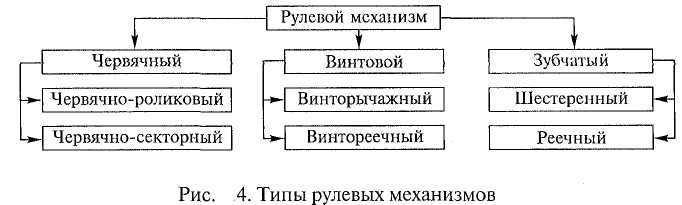 Рулевой механизм
Червячный Винтовой Зубчатый
Червячно-роликовый Винторычажный Шестеренный
Червячно-секторный Винтореечный Реечный
Рис. 4. Типы рулевых механизмов